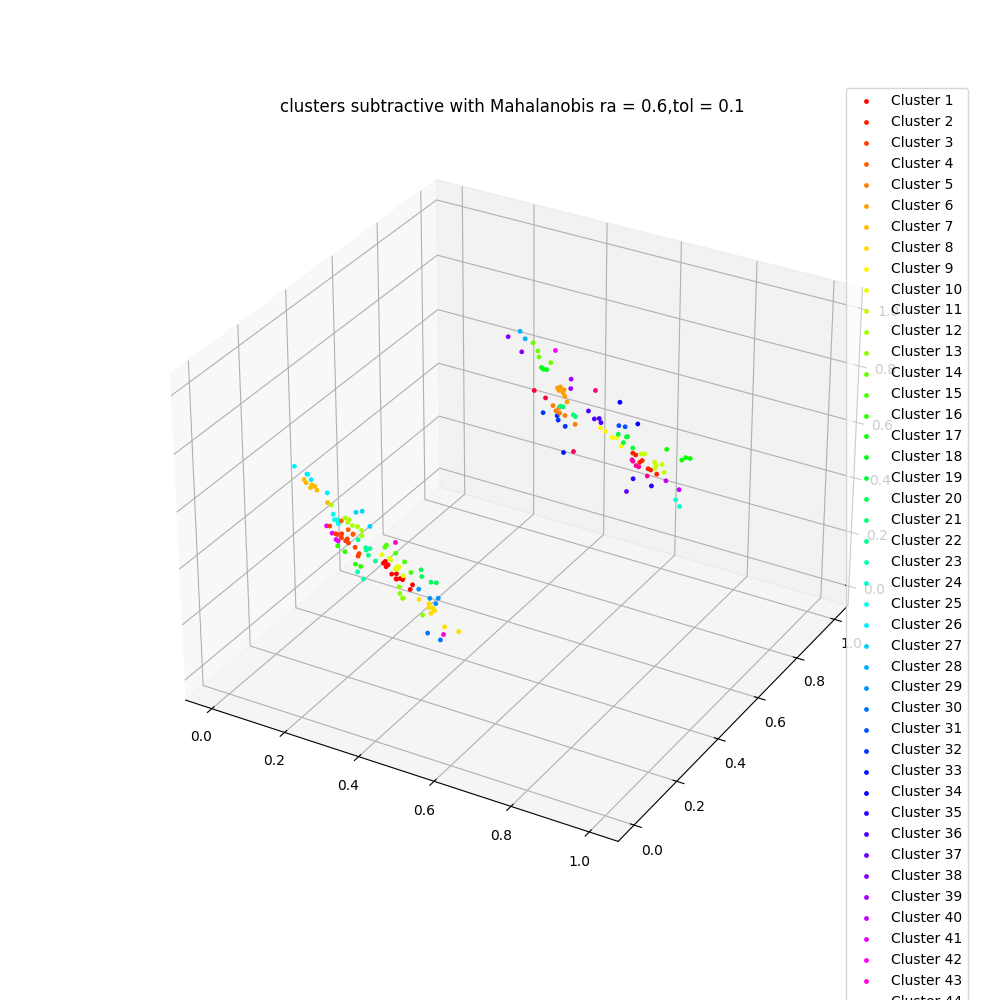 clusters subtractive with Mahalanobis ra = 0.6,tol = 0.1
Cluster 1
Cluster 2
Cluster 3
Cluster 4
Cluster 5
Cluster 6
Cluster 7
Cluster 8
Cluster 9
Cluster 10
Cluster 11
Cluster 12
Cluster 13
Cluster 14
Cluster 15
Cluster 16
Cluster 17
Cluster 18
Cluster 19
Cluster 20
Cluster 21
Cluster 22
Cluster 23
Cluster 24
Cluster 25
Cluster 26
Cluster 27
Cluster 28
Cluster 29
Cluster 30
Cluster 31
Cluster 32
Cluster 33
Cluster 34
Cluster 35
Cluster 36
Cluster 37
Cluster 38
Cluster 39
Cluster 40
Cluster 41
Cluster 42
Cluster 43
Cluster 44
0.0
0.2
0.4
0.6
0.8
1.0
0.0
0.2
0.4
0.6
0.8
1.0
0.0
0.2
0.4
0.6
0.8